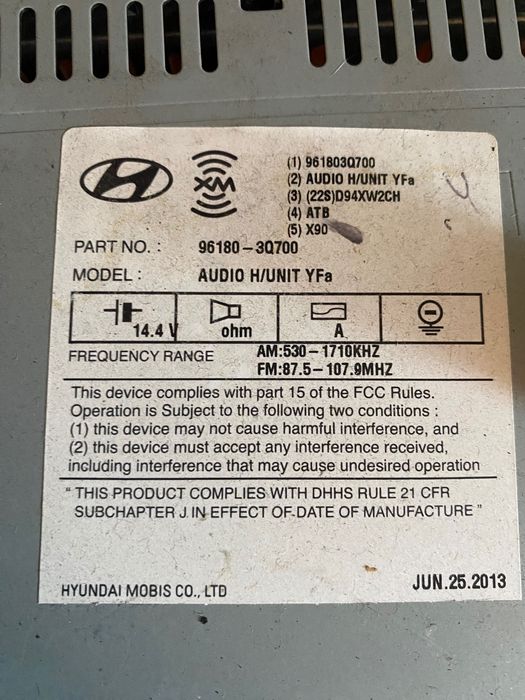 XM
(1) 961803Q700
(2) AUDIO H/UNIT YFa
(3) (22S)D94XW2CH
(4) ATB
(5) X90
PART NO. : 96180-3Q700
MODEL : AUDIO H/UNIT YFa
14.4 V ohm A
FREQUENCY RANGE AM:530-1710KHZ
FM:87.5-107.9MHZ
This device complies with part 15 of the FCC Rules.
Operation is Subject to the following two conditions :
(1) this device may not cause harmful interference, and
(2) this device must accept any interference received,
including interference that may cause undesired operation
" THIS PRODUCT COMPLIES WITH DHHS RULE 21 CFR
SUBCHAPTER J IN EFFECT OF DATE OF MANUFACTURE "
HYUNDAI MOBIS CO., LTD JUN.25.2013